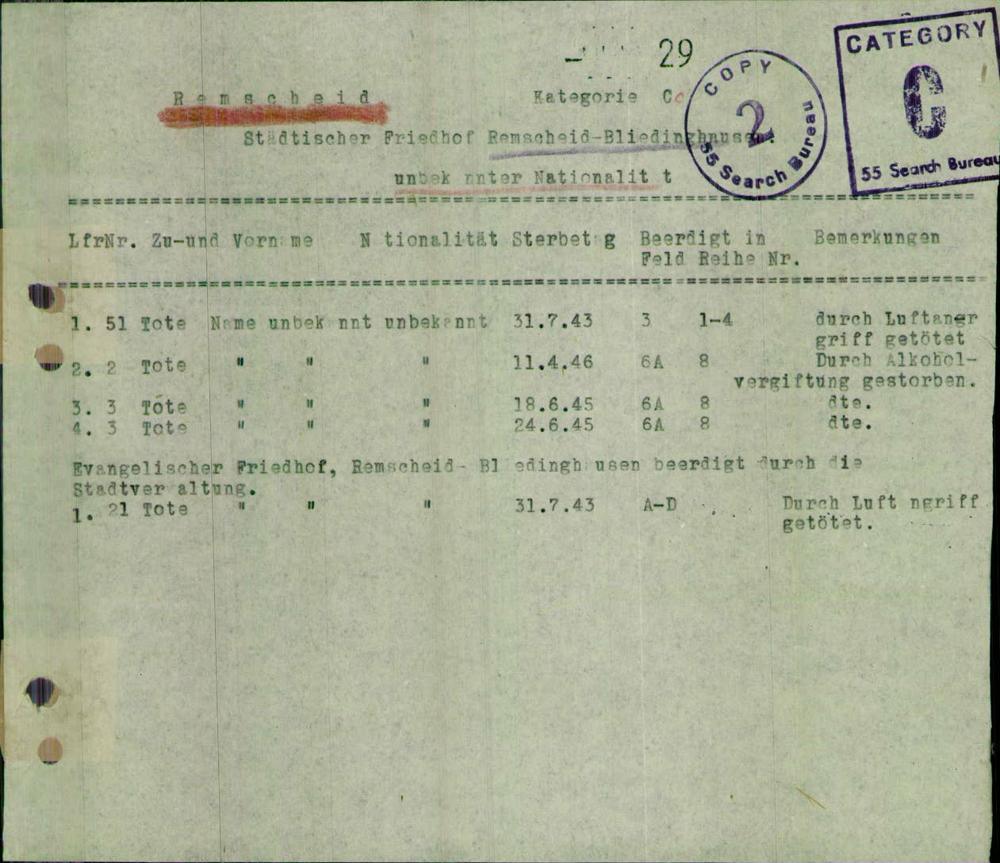 29
CATEGORY
C
55 Search Bureau
COPY
2
55 Search Bureau
Remscheid Kategorie C
Städtischer Friedhof Remscheid-Bliedinghausen.
unbek nnter Nationalit t
LfrNr. Zu-und Vorn me N tionalität Sterbet g Beerdigt in Bemerkungen
Feld Reihe Nr.
1. 51 Tote Name unbek nnt unbekannt 31.7.43 3 1-4 durch Luftaner
griff getötet
2. 2 Tote " " " 11.4.46 6A 8 Durch Alkohol-
vergiftung gestorben.
3. 3 Tote " " " 18.6.45 6A 8 dto.
4. 3 Tote " " " 24.6.45 6A 8 dto.
Evangelischer Friedhof, Remscheid- Bl edingh usen beerdigt durch die
Stadtver altung.
1. 21 Tote " " " 31.7.43 A-D Durch Luft ngriff
getötet.